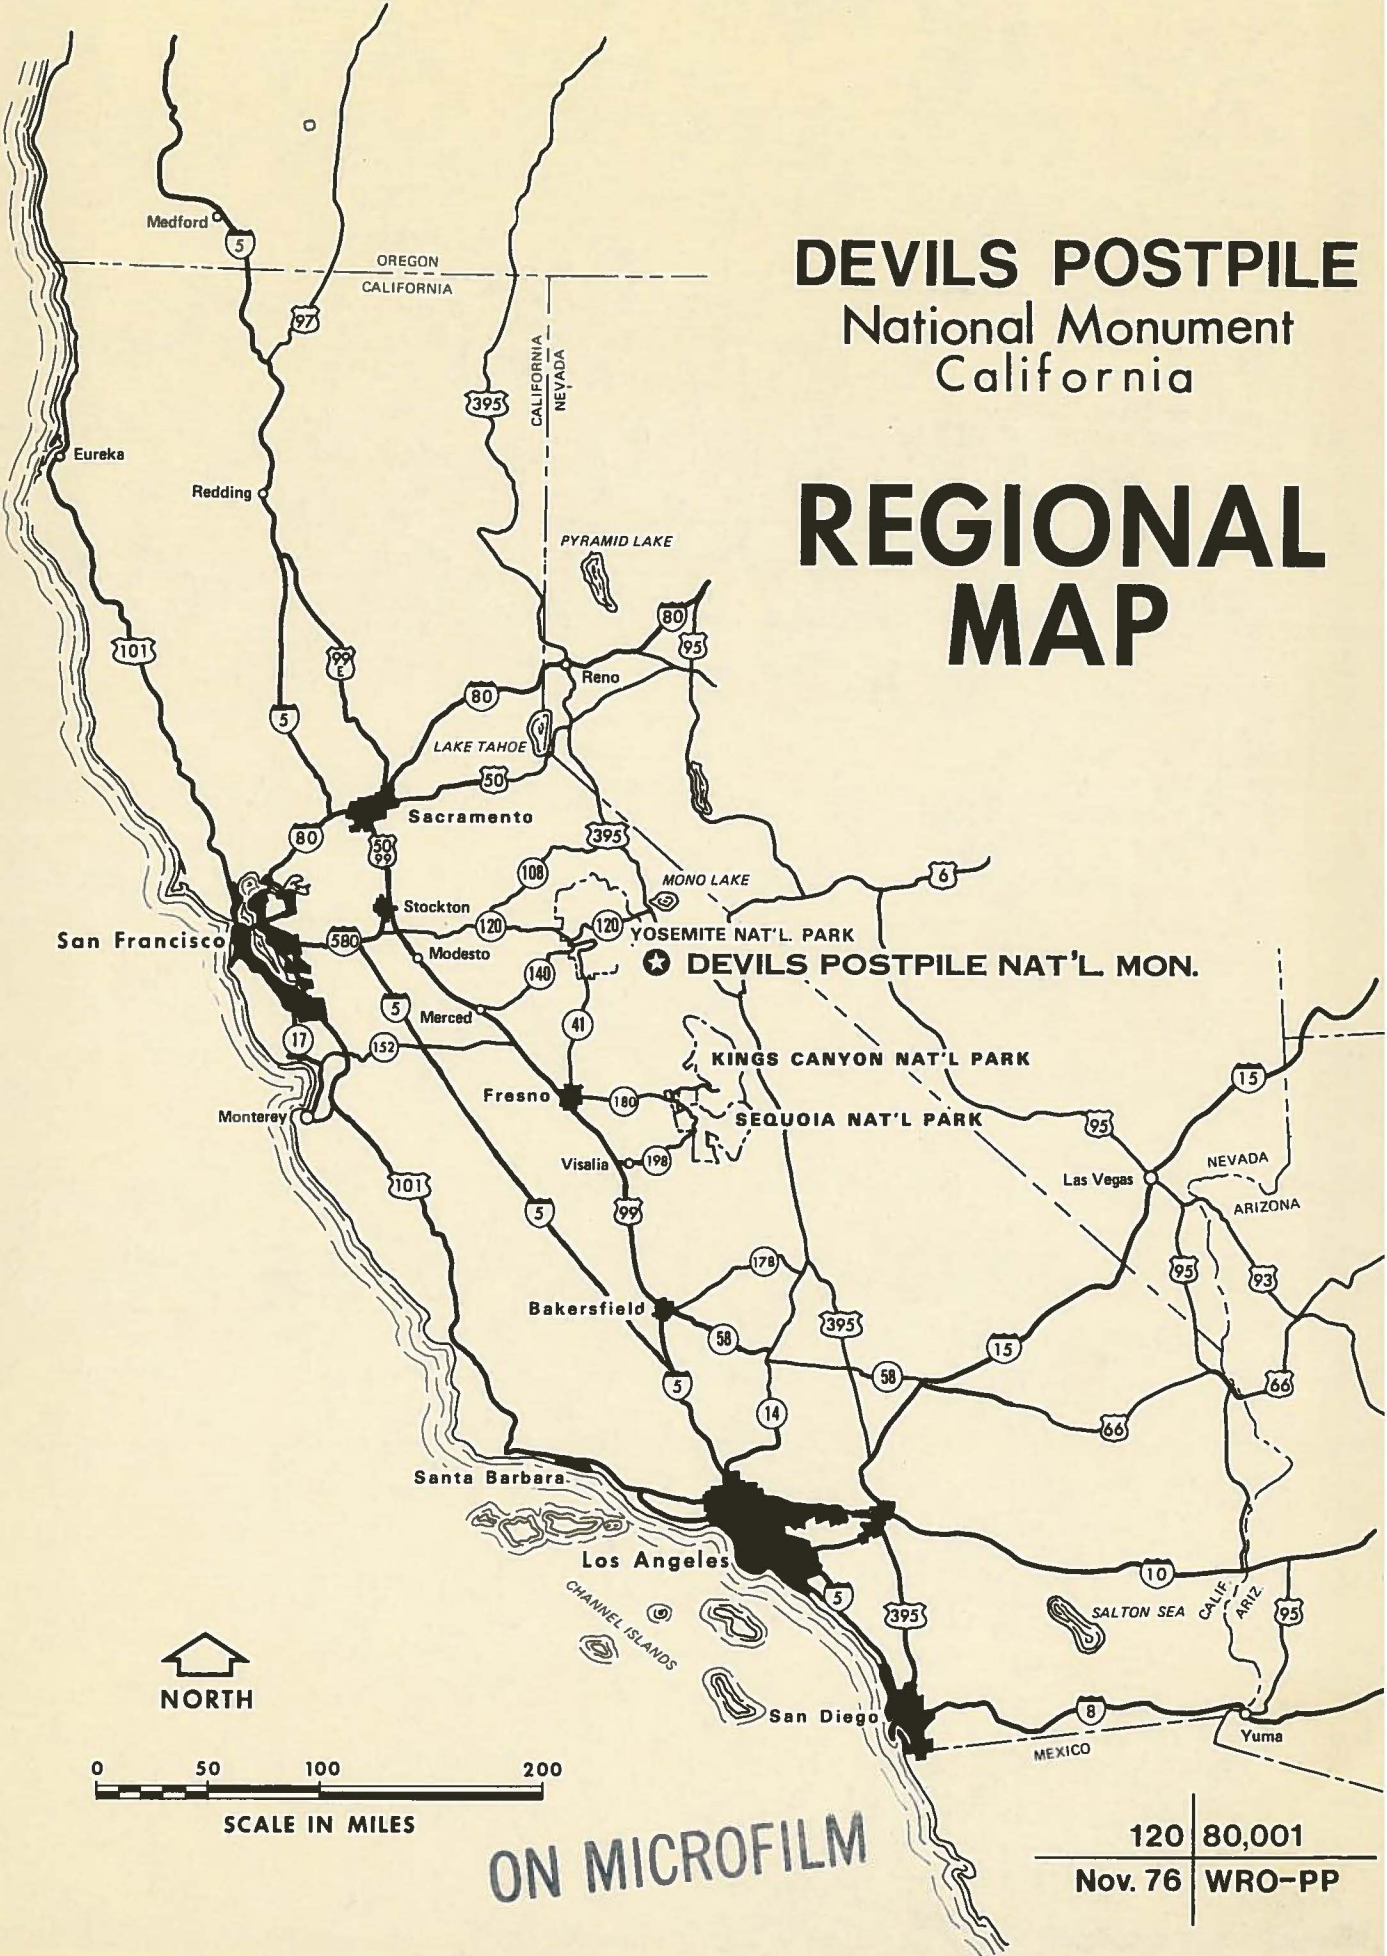 DEVILS POSTPILE
National Monument
California
REGIONAL
MAP
Medford
5
OREGON
CALIFORNIA
97
CALIFORNIA
NEVADA
395
Eureka
Redding
PYRAMID LAKE
101
99
E
80
95
Reno
80
5
LAKE TAHOE
50
Sacramento
80
50
99
395
108
6
MONO LAKE
Stockton
120
120
San Francisco
580
YOSEMITE NAT'L. PARK
Modesto
DEVILS POSTPILE NAT'L. MON.
140
5
Merced
41
17
152
KINGS CANYON NAT'L PARK
15
Fresno
180
Monterey
SEQUOIA NAT'L PARK
95
Visalia
198
NEVADA
Las Vegas
101
ARIZONA
5
99
178
95
93
Bakersfield
58
395
15
5
58
66
14
66
Santa Barbara
Los Angeles
10
CHANNEL ISLANDS
5
395
SALTON SEA
CALIF.
ARIZ.
95
NORTH
San Diego
8
Yuma
MEXICO
0 50 100 200
SCALE IN MILES
ON MICROFILM
120 80,001
Nov. 76 WRO-PP